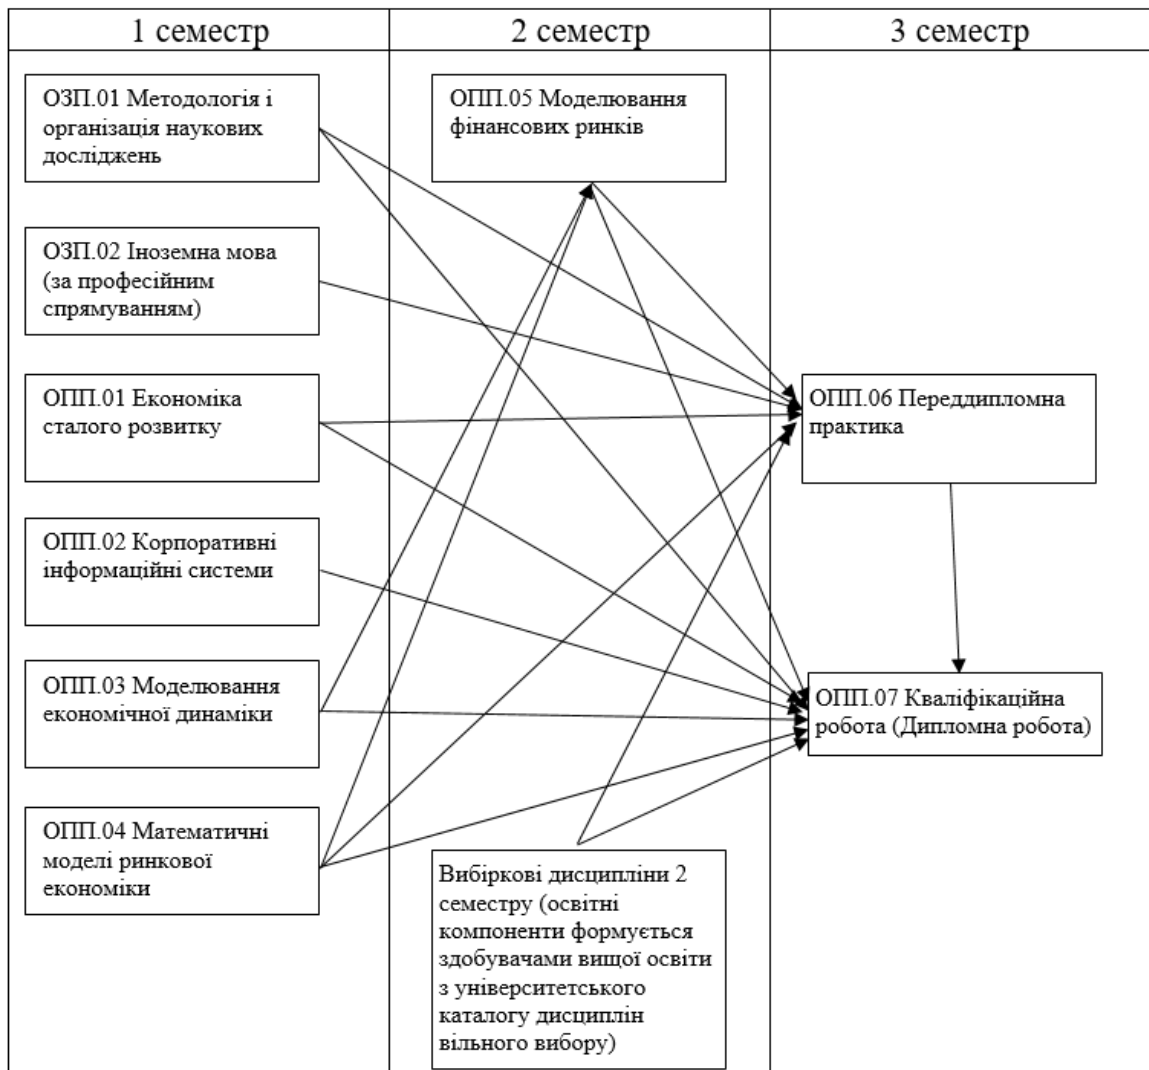 1 семестр
2 семестр
3 семестр
ОЗП.01 Методологія і
організація наукових
досліджень
ОЗП.02 Іноземна мова
(за професійним
спрямуванням)
ОПП.01 Економіка
сталого розвитку
ОПП.02 Корпоративні
інформаційні системи
ОПП.03 Моделювання
економічної динаміки
ОПП.04 Математичні
моделі ринкової
економіки
ОПП.05 Моделювання
фінансових ринків
Вибіркові дисципліни 2
семестру (освітні
компоненти формується
здобувачами вищої освіти
з університетського
каталогу дисциплін
вільного вибору)
ОПП.06 Переддипломна
практика
ОПП.07 Кваліфікаційна
робота (Дипломна робота)